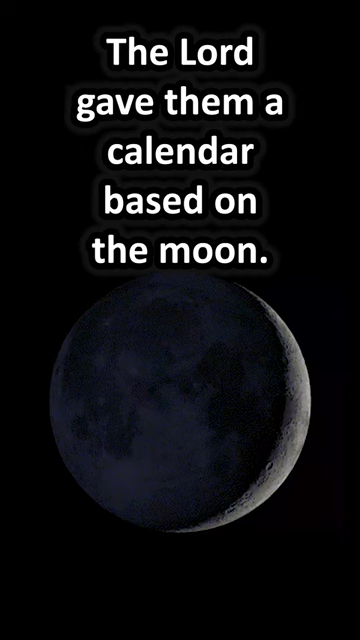 The Lord
gave them a
calendar
based on
the moon.